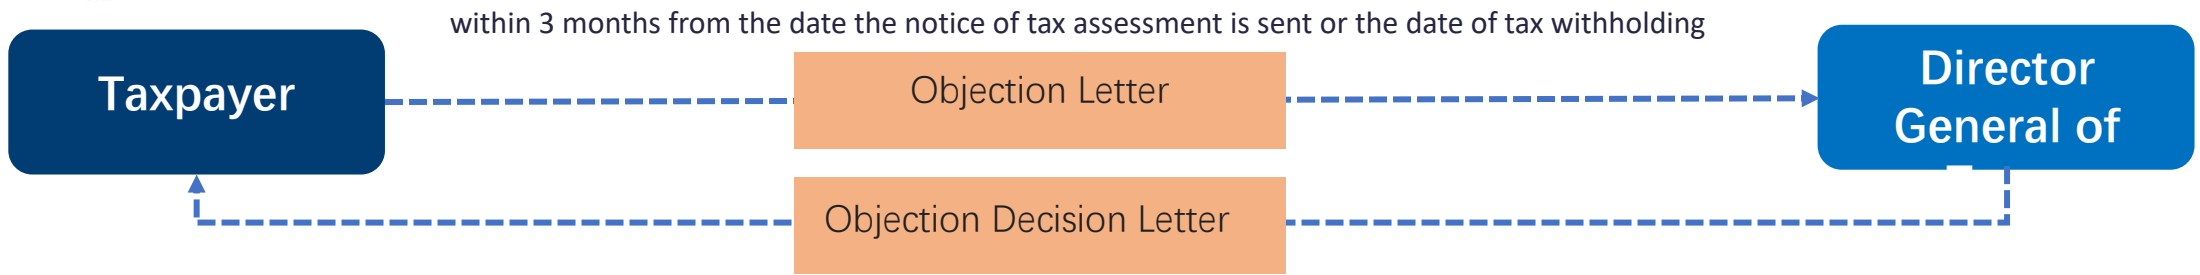 within 3 months from the date the notice of tax assessment is sent or the date of tax withholding
Taxpayer
Objection Letter
Director
General of
Objection Decision Letter